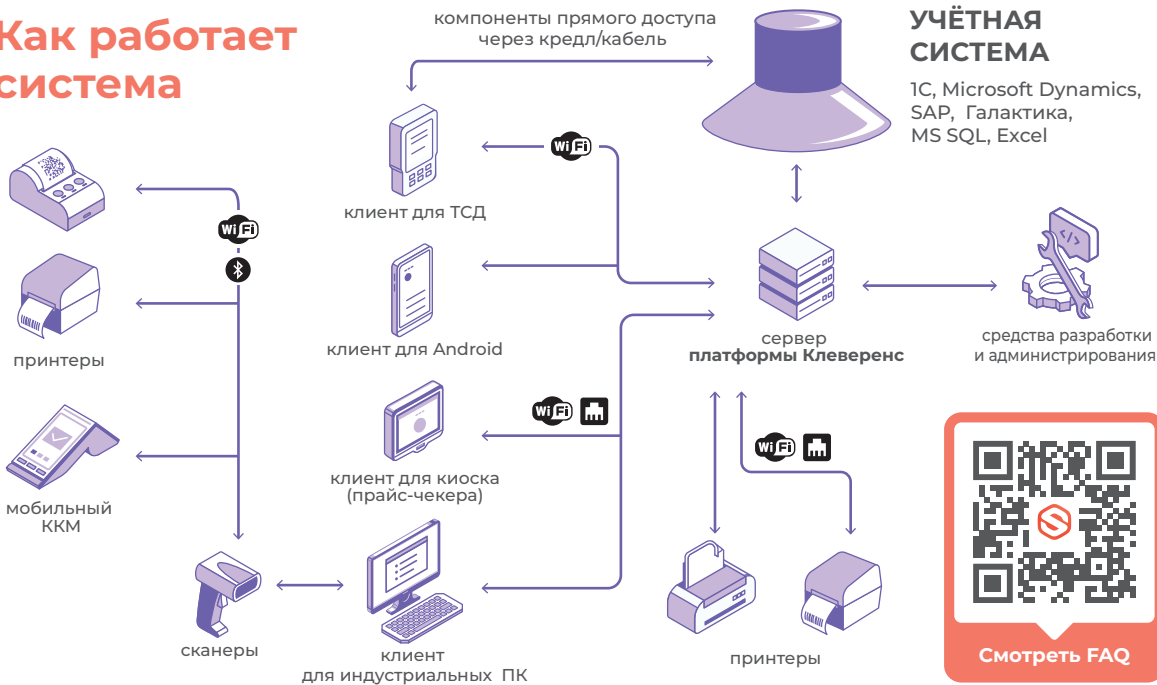 Как работает
система
компоненты прямого доступа
через кредл/кабель
УЧЁТНАЯ
СИСТЕМА
1С, Microsoft Dynamics,
SAP, Галактика,
MS SQL, Excel
WiFi
клиент для ТСД
WiFi
</>
принтеры
клиент для Android
сервер
платформы Клеверенс
средства разработки
и администрирования
WiFi
WiFi
клиент для киоска
(прайс-чекера)
мобильный
ККМ
сканеры
клиент
для индустриальных ПК
принтеры
Смотреть FAQ